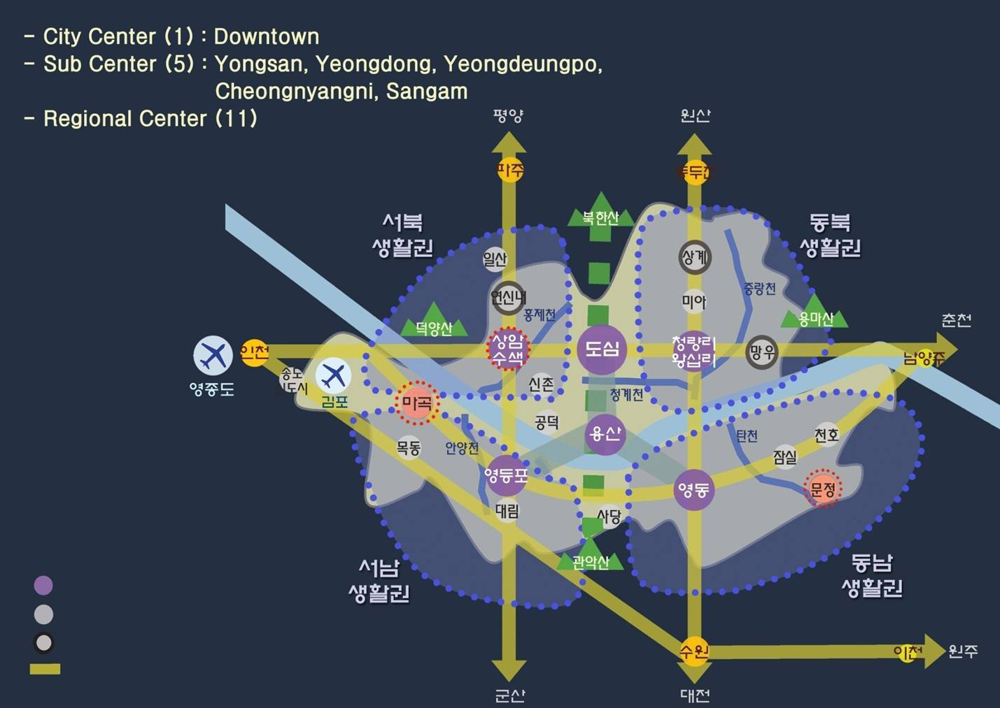 - City Center (1) : Downtown
- Sub Center (5) : Yongsan, Yeongdong, Yeongdeungpo,
Cheongnyangni, Sangam
- Regional Center (11)
평양
원산
파주
북한산
서북
생활권
동북
생활권
일산
상계
연신내
미아
중랑천
홍제천
덕양산
용마산
춘천
인천
상암
수색
도심
청량리
왕십리
망우
남양주
송도
영종도
김포
신촌
청계천
마곡
공덕
용산
목동
안양천
탄천
천호
잠실
영등포
영동
문정
대림
사당
관악산
서남
생활권
동남
생활권
수원
이천
원주
군산
대전